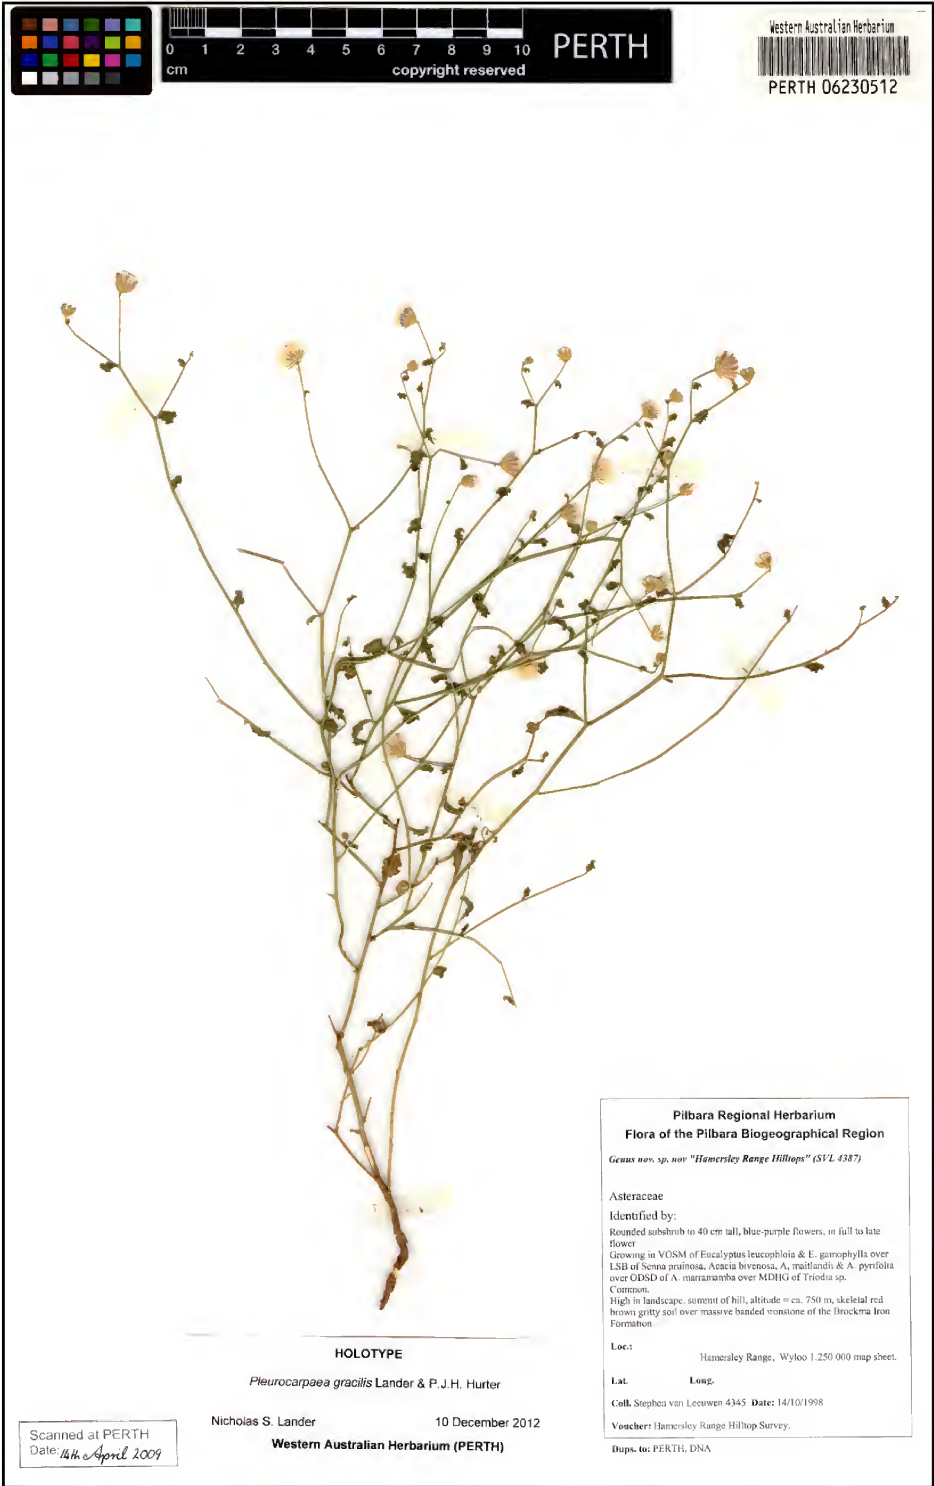 0 1 2 3 4 5 6 7 8 9 10
cm
copyright reserved
PERTH
Western Australian Herbarium
PERTH 06230512
Pilbara Regional Herbarium
Flora of the Pilbara Biogeographical Region
Genus nov. sp. nov "Hamersley Range Hilltops" (SVL 4387)
Asteraceae
Identified by:
Rounded subshrub to 40 cm tall, blue-purple flowers, in full to late
flower
Growing in VOSM of Eucalyptus leucophloia & E. gamophylla over
LSB of Senna pruinosa, Acacia bivenosa, A. maitlandii & A. pyrifolia
over ODSD of A. marramamba over MDHG of Triodia sp.
Common.
High in landscape, summit of hill, altitude = ca. 750 m, skeletal red
brown gritty soil over massive banded ironstone of the Brockma Iron
Formation
Loc.:
Hamersley Range, Wyloo 1:250 000 map sheet.
Lat. Long.
Coll. Stephen van Leeuwen 4345 Date: 14/10/1998
Voucher: Hamersley Range Hilltop Survey.
Dups. to: PERTH, DNA
HOLOTYPE
Pleurocarpaea gracilis Lander & P.J.H. Hurter
Nicholas S. Lander 10 December 2012
Western Australian Herbarium (PERTH)
Scanned at PERTH
Date: 14th April 2009